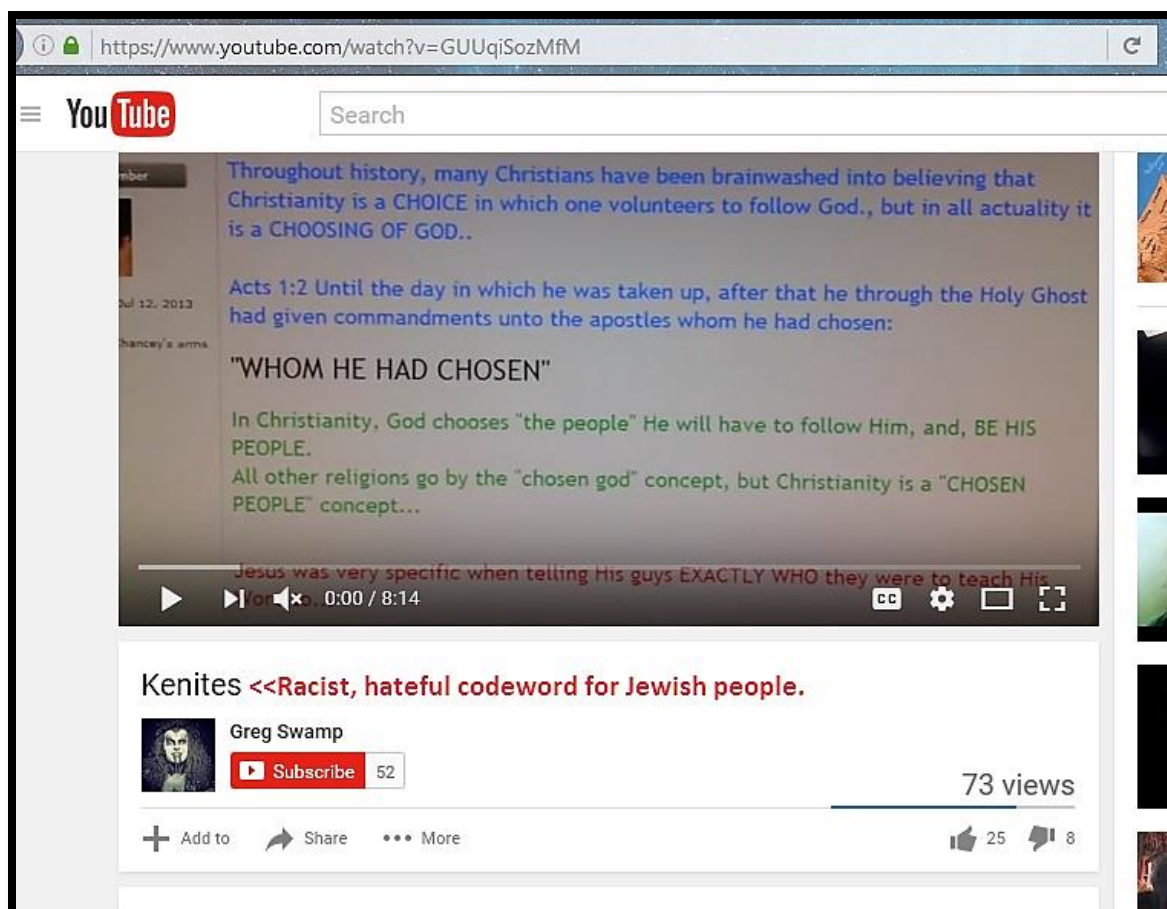 https://www.youtube.com/watch?v=GUUqiSozMfM
YouTube
Search
mber
Throughout history, many Christians have been brainwashed into believing that
Christianity is a CHOICE in which one volunteers to follow God., but in all actuality it
is a CHOOSING OF GOD..
Jul 12, 2013
Acts 1:2 Until the day in which he was taken up, after that he through the Holy Ghost
had given commandments unto the apostles whom he had chosen:
Chancey's arms
"WHOM HE HAD CHOSEN"
In Christianity, God chooses "the people" He will have to follow Him, and, BE HIS
PEOPLE.
All other religions go by the "chosen god" concept, but Christianity is a "CHOSEN
PEOPLE" concept...
Jesus was very specific when telling His guys EXACTLY WHO they were to teach His
0:00 / 8:14
CC
Kenites <<Racist, hateful codeword for Jewish people.
Greg Swamp
Subscribe 52
73 views
Add to Share More 25 8